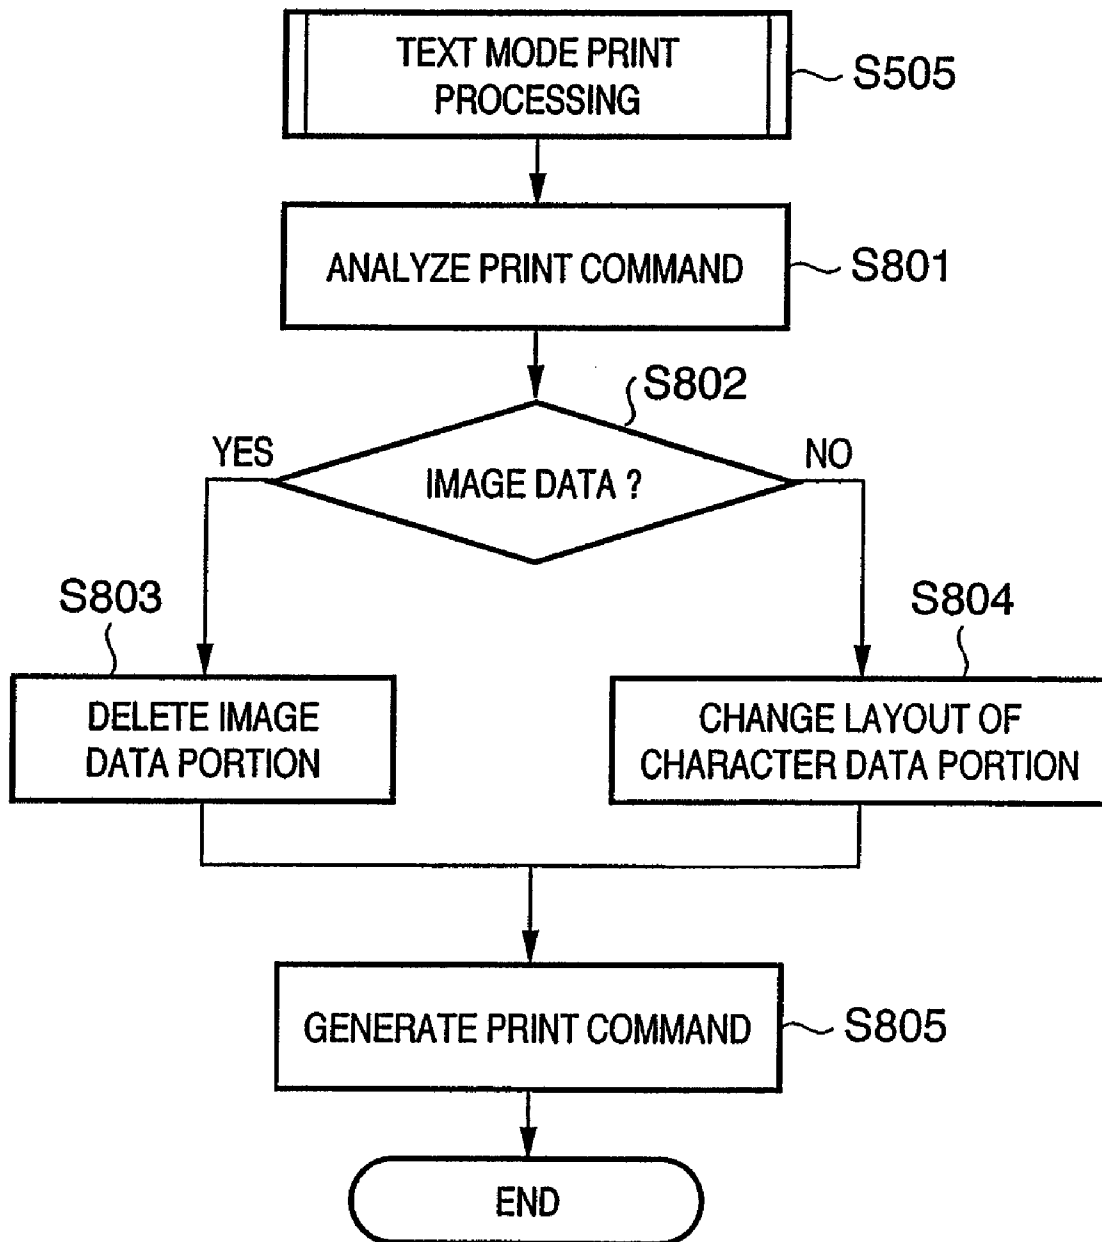 TEXT MODE PRINT
PROCESSING
S505
ANALYZE PRINT COMMAND
S801
S802
YES
IMAGE DATA ?
NO
S803
S804
DELETE IMAGE
DATA PORTION
CHANGE LAYOUT OF
CHARACTER DATA PORTION
GENERATE PRINT COMMAND
S805
END